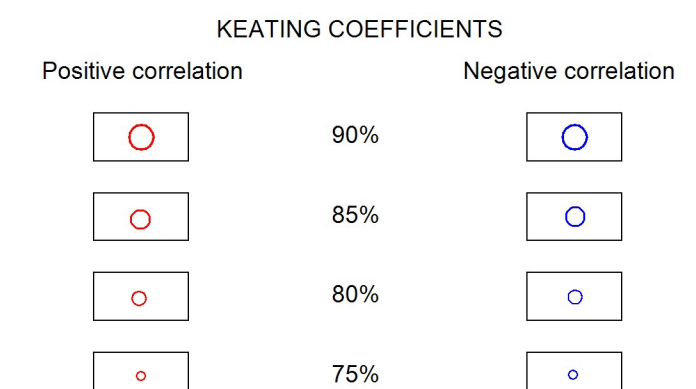 KEATING COEFFICIENTS
Positive correlation Negative correlation
90%
85%
80%
75%